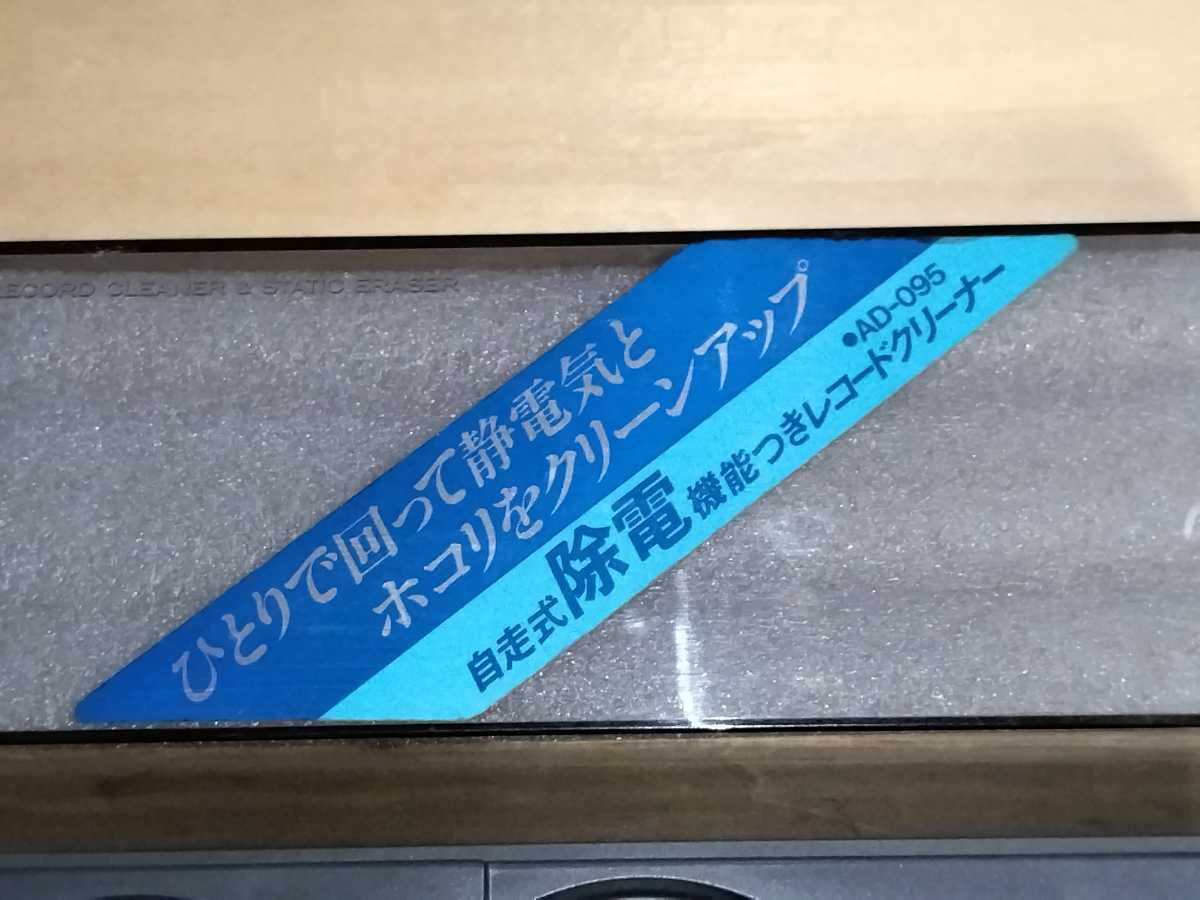 RECORD CLEANER & STATIC ERASER
ひとりで回って静電気と
ホコリをクリーンアップ
●AD-095
自走式除電機能つきレコードクリーナー